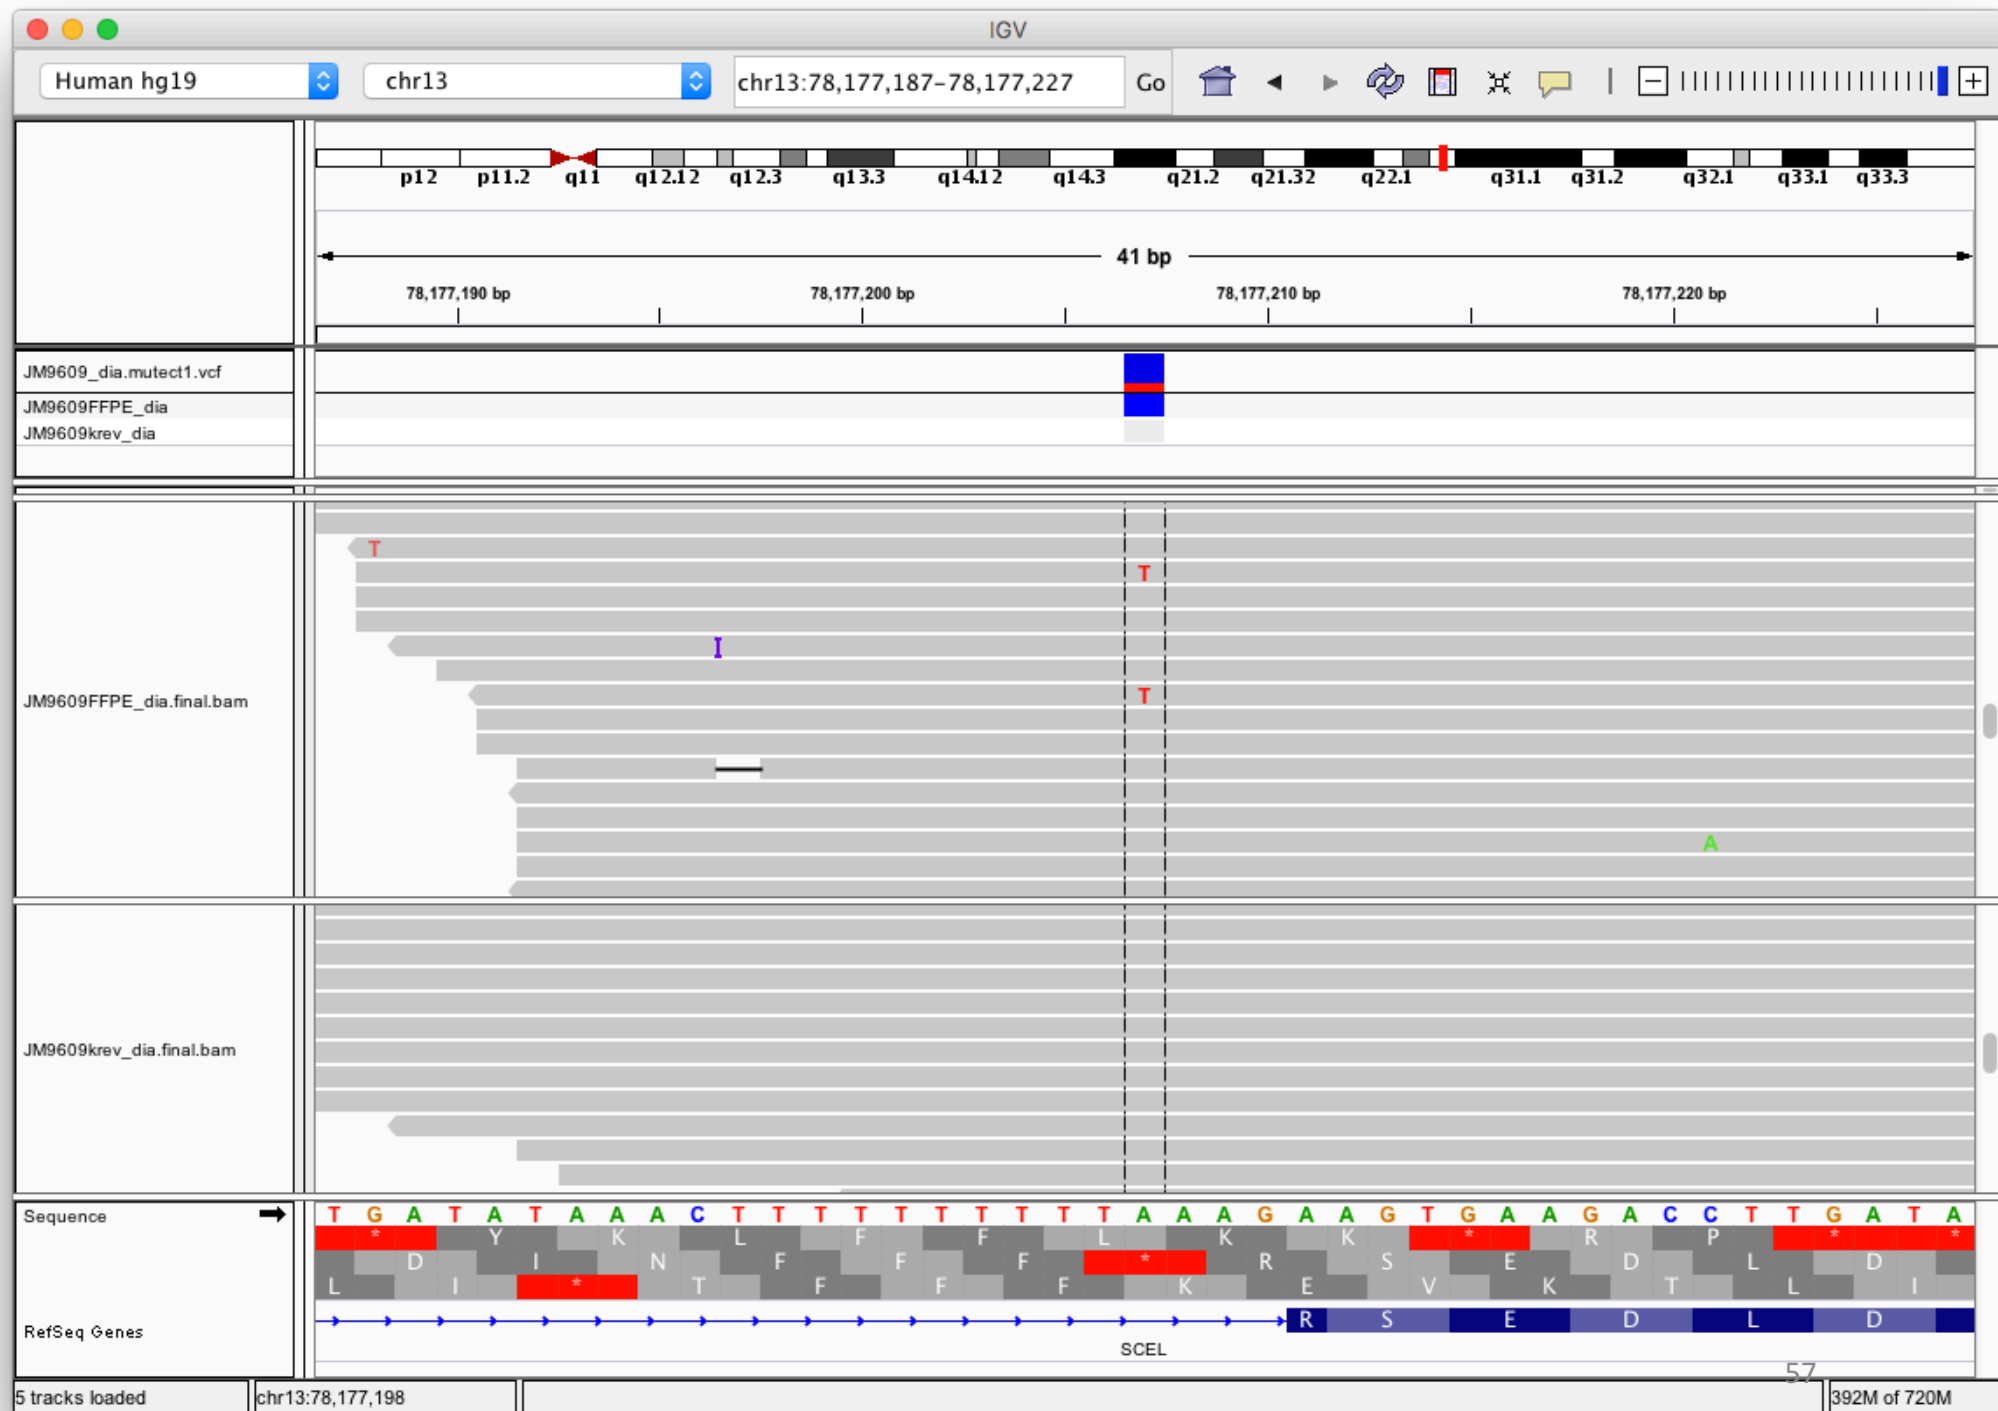 IGV
Human hg19 chr13 chr13:78,177,187-78,177,227 Go
p12 p11.2 q11 q12.12 q12.3 q13.3 q14.12 q14.3 q21.2 q21.32 q22.1 q31.1 q31.2 q32.1 q33.1 q33.3
41 bp
78,177,190 bp 78,177,200 bp 78,177,210 bp 78,177,220 bp
JM9609_dia.mutect1.vcf
JM9609FFPE_dia
JM9609krev_dia
T
T
I
T
JM9609FFPE_dia.final.bam
A
JM9609krev_dia.final.bam
Sequence T G A T A T A A A C T T T T T T T T T T A A A G A A G T G A A G A C C T T G A T A
* Y K L F F L K K * R P * *
D I N F F F * R S E D L D
L I * T F F F K E V K T L I
RefSeq Genes R S E D L D
SCEL
57
5 tracks loaded chr13:78,177,198 392M of 720M